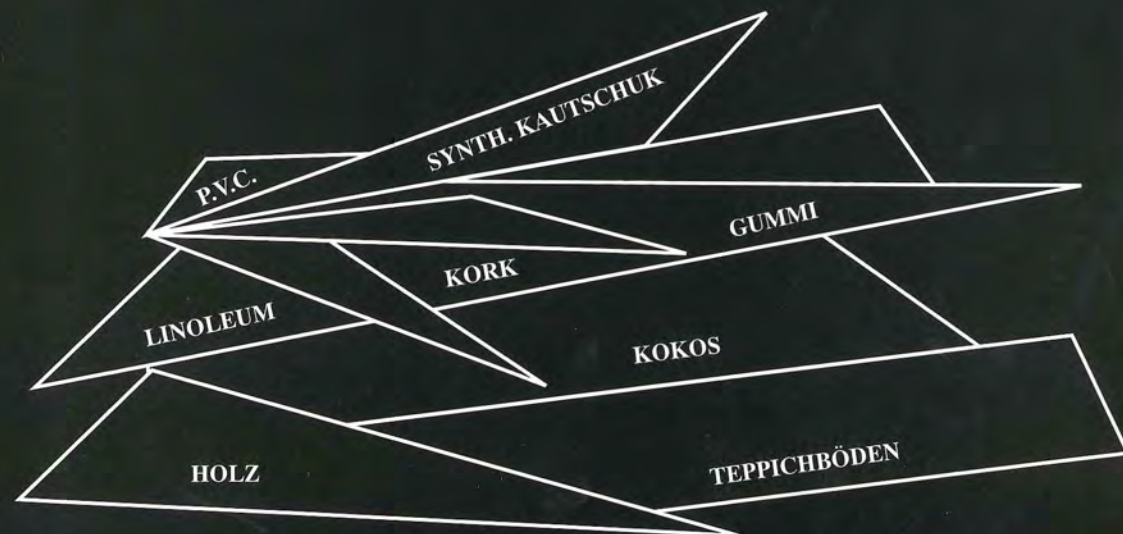 P.V.C.
SYNTH. KAUTSCHUK
GUMMI
KORK
LINOLEUM
KOKOS
HOLZ
TEPPICHBÖDEN